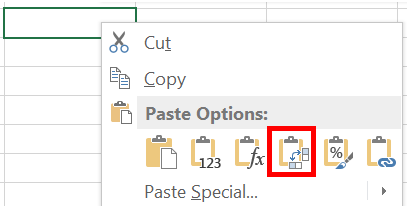 Cut
Copy
Paste Options:
123 fx %
Paste Special...